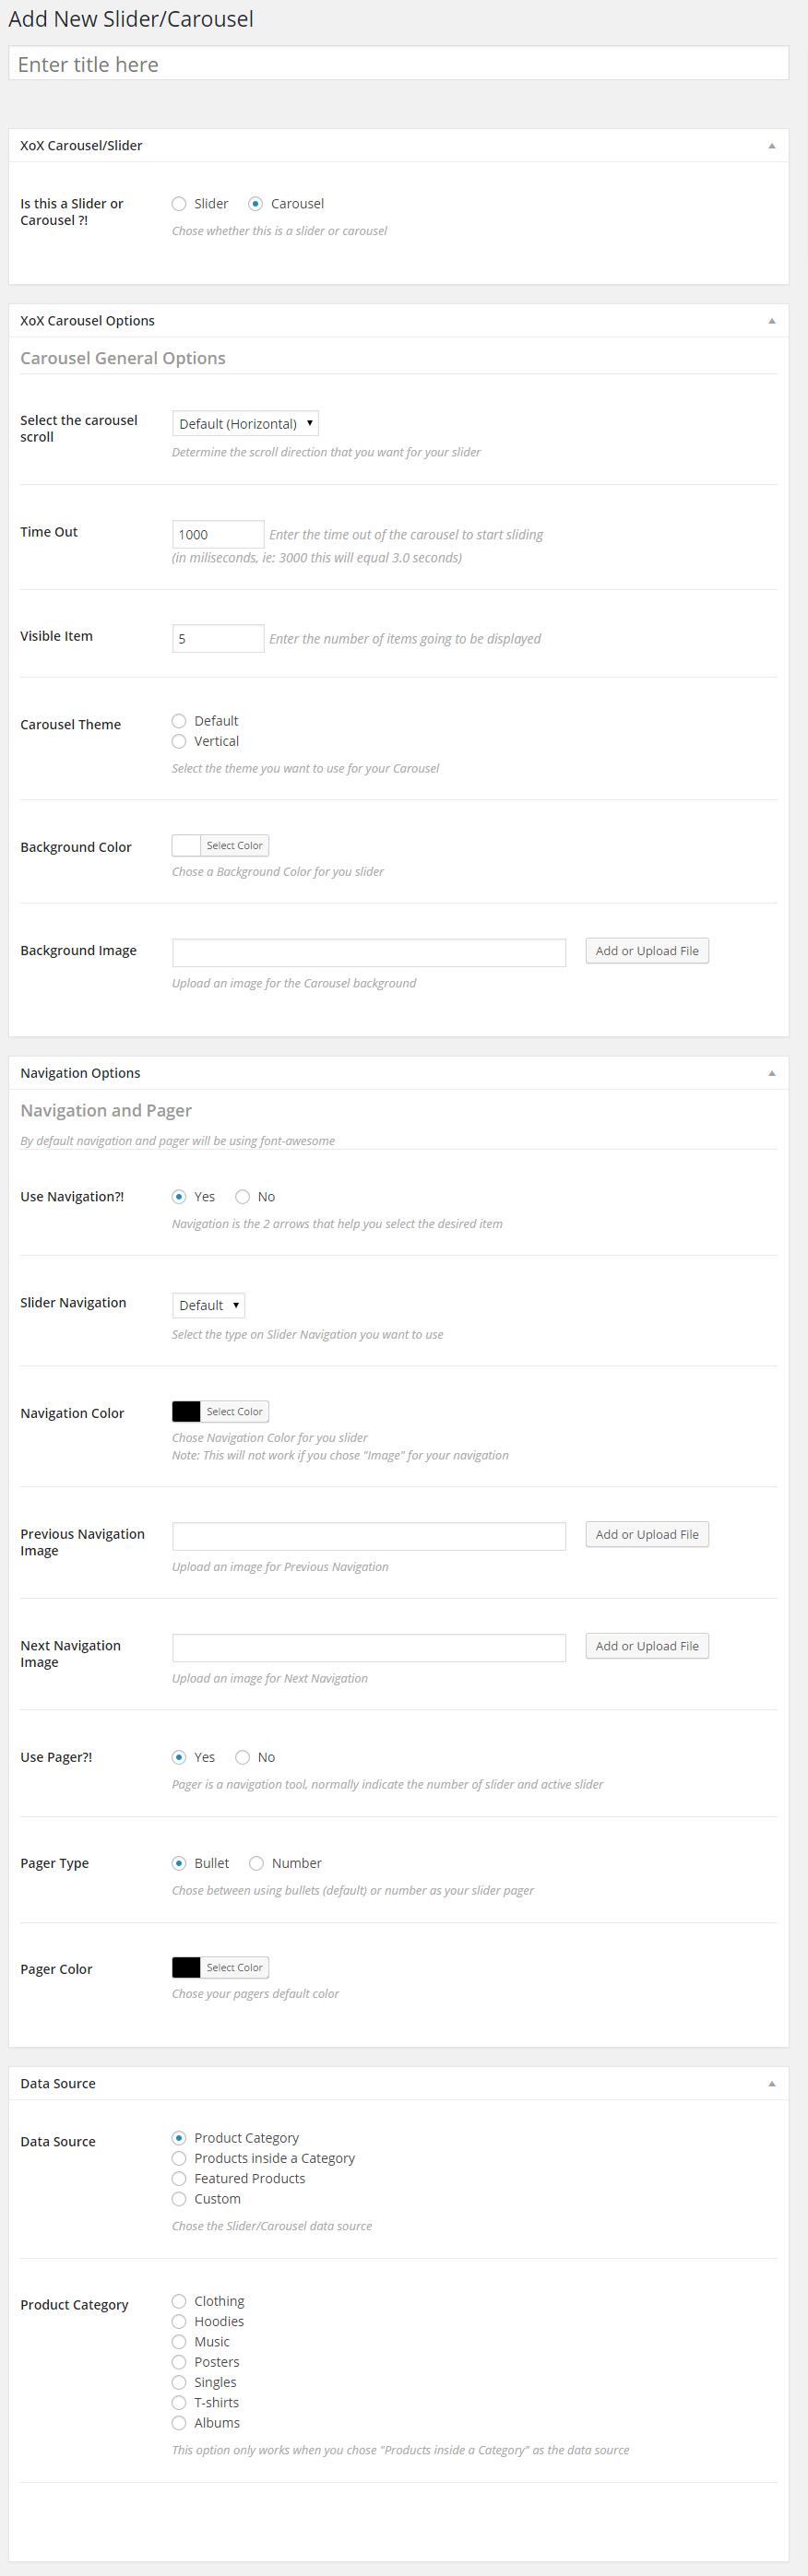 Add New Slider/Carousel
Enter title here
XoX Carousel/Slider
Is this a Slider or
Carousel ?!
Slider Carousel
Chose whether this is a slider or carousel
XoX Carousel Options
Carousel General Options
Select the carousel
scroll
Default (Horizontal)
Determine the scroll direction that you want for your slider
Time Out
1000 Enter the time out of the carousel to start sliding
(in miliseconds, ie: 3000 this will equal 3.0 seconds)
Visible Item
5 Enter the number of items going to be displayed
Carousel Theme
Default
Vertical
Select the theme you want to use for your Carousel
Background Color
Select Color
Chose a Background Color for you slider
Background Image
Add or Upload File
Upload an image for the Carousel background
Navigation Options
Navigation and Pager
By default navigation and pager will be using font-awesome
Use Navigation?!
Yes No
Navigation is the 2 arrows that help you select the desired item
Slider Navigation
Default
Select the type on Slider Navigation you want to use
Navigation Color
Select Color
Chose Navigation Color for you slider
Note: This will not work if you chose "Image" for your navigation
Previous Navigation
Image
Add or Upload File
Upload an image for Previous Navigation
Next Navigation
Image
Add or Upload File
Upload an image for Next Navigation
Use Pager?!
Yes No
Pager is a navigation tool, normally indicate the number of slider and active slider
Pager Type
Bullet Number
Chose between using bullets (default) or number as your slider pager
Pager Color
Select Color
Chose your pagers default color
Data Source
Data Source
Product Category
Products inside a Category
Featured Products
Custom
Chose the Slider/Carousel data source
Product Category
Clothing
Hoodies
Music
Posters
Singles
T-shirts
Albums
This option only works when you chose "Products inside a Category" as the data source